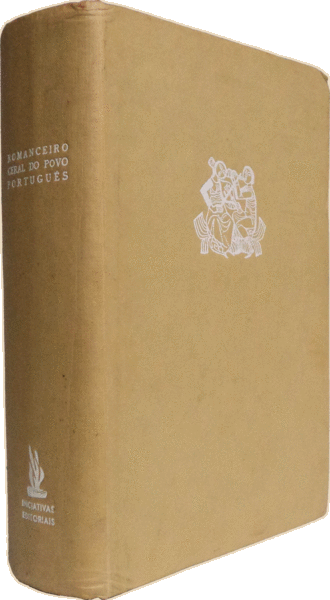 ROMANCEIRO
GERAL DO POVO
PORTUGUÊS
INICIATIVAS
EDITORIAIS